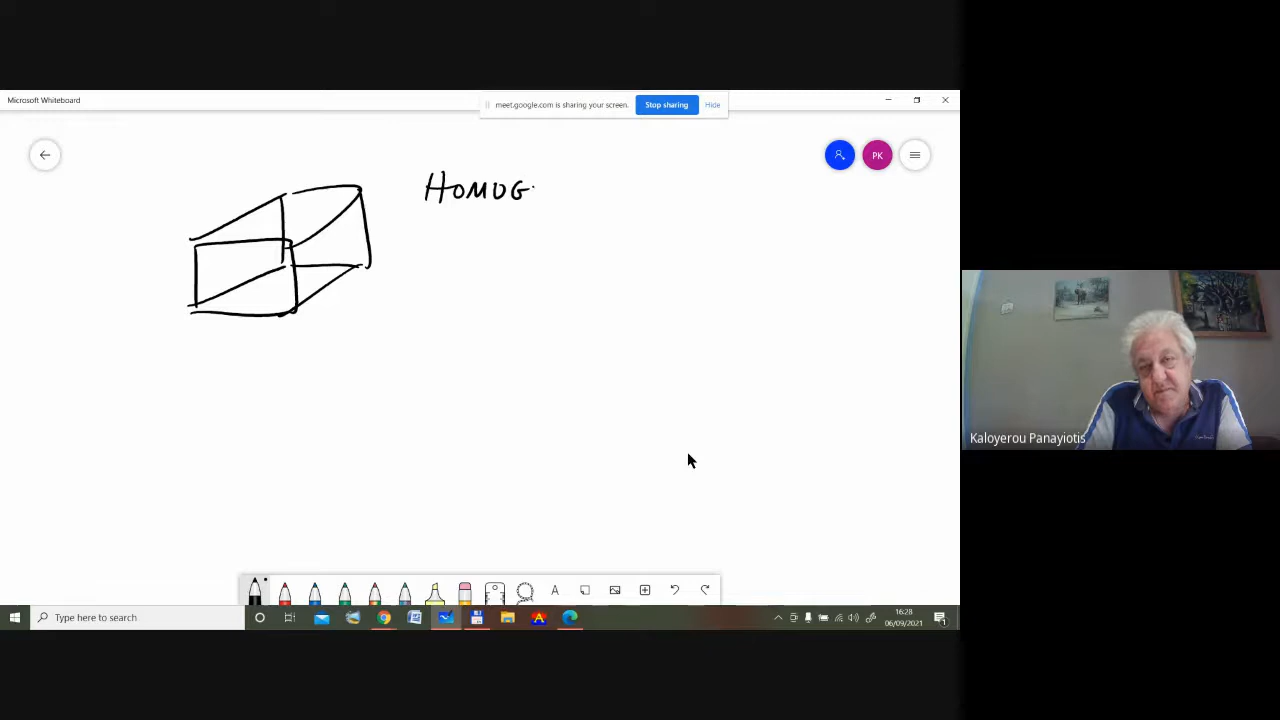 Microsoft Whiteboard
meet.google.com is sharing your screen.
Stop sharing
Hide
PK
HOMOG
Kaloyerou Panayiotis
A
Type here to search
16:28
06/09/2021